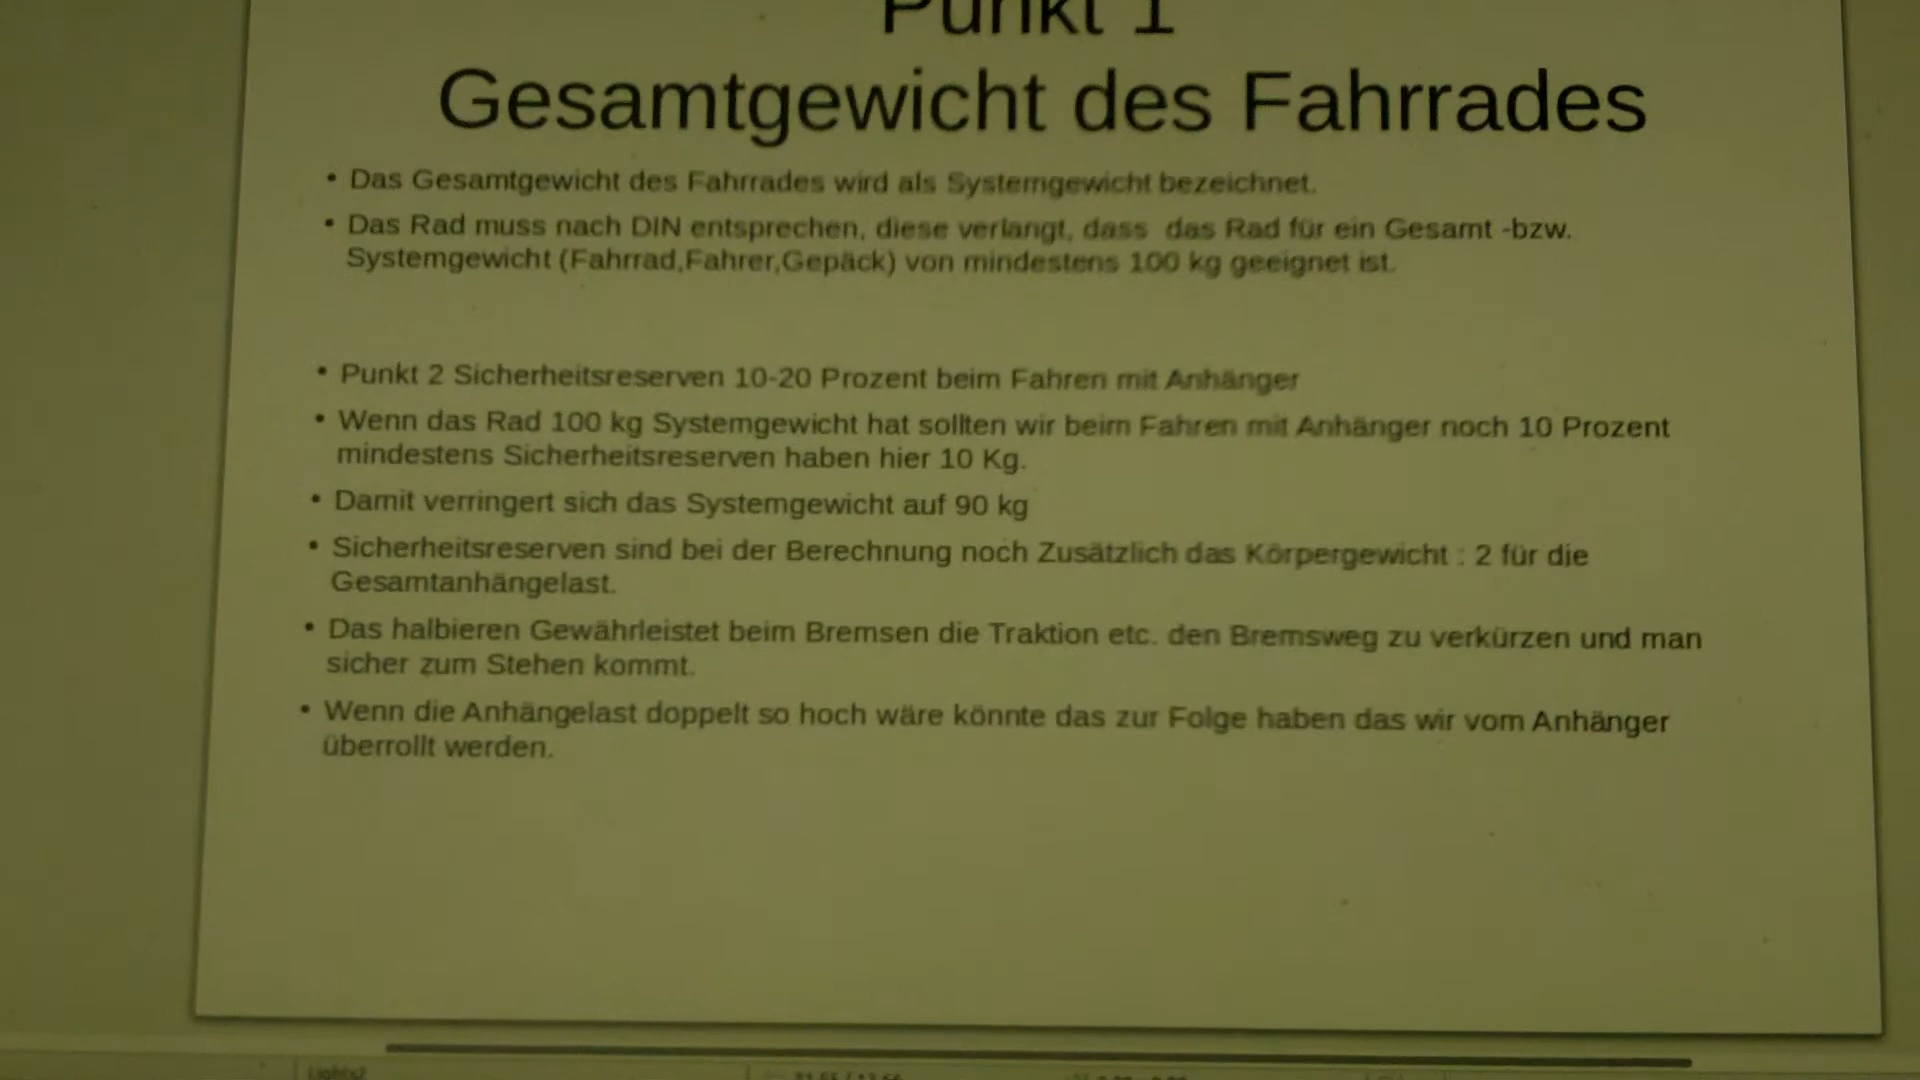 Punkt 1
Gesamtgewicht des Fahrrades
• Das Gesamtgewicht des Fahrrades wird als Systemgewicht bezeichnet.
• Das Rad muss nach DIN entsprechen, diese verlangt, dass das Rad für ein Gesamt -bzw.
Systemgewicht (Fahrrad,Fahrer,Gepäck) von mindestens 100 kg geeignet ist.
• Punkt 2 Sicherheitsreserven 10-20 Prozent beim Fahren mit Anhänger
• Wenn das Rad 100 kg Systemgewicht hat sollten wir beim Fahren mit Anhänger noch 10 Prozent
mindestens Sicherheitsreserven haben hier 10 Kg.
• Damit verringert sich das Systemgewicht auf 90 kg
• Sicherheitsreserven sind bei der Berechnung noch Zusätzlich das Körpergewicht : 2 für die
Gesamtanhängelast.
• Das halbieren Gewährleistet beim Bremsen die Traktion etc. den Bremsweg zu verkürzen und man
sicher zum Stehen kommt.
• Wenn die Anhängelast doppelt so hoch wäre könnte das zur Folge haben das wir vom Anhänger
überrollt werden.